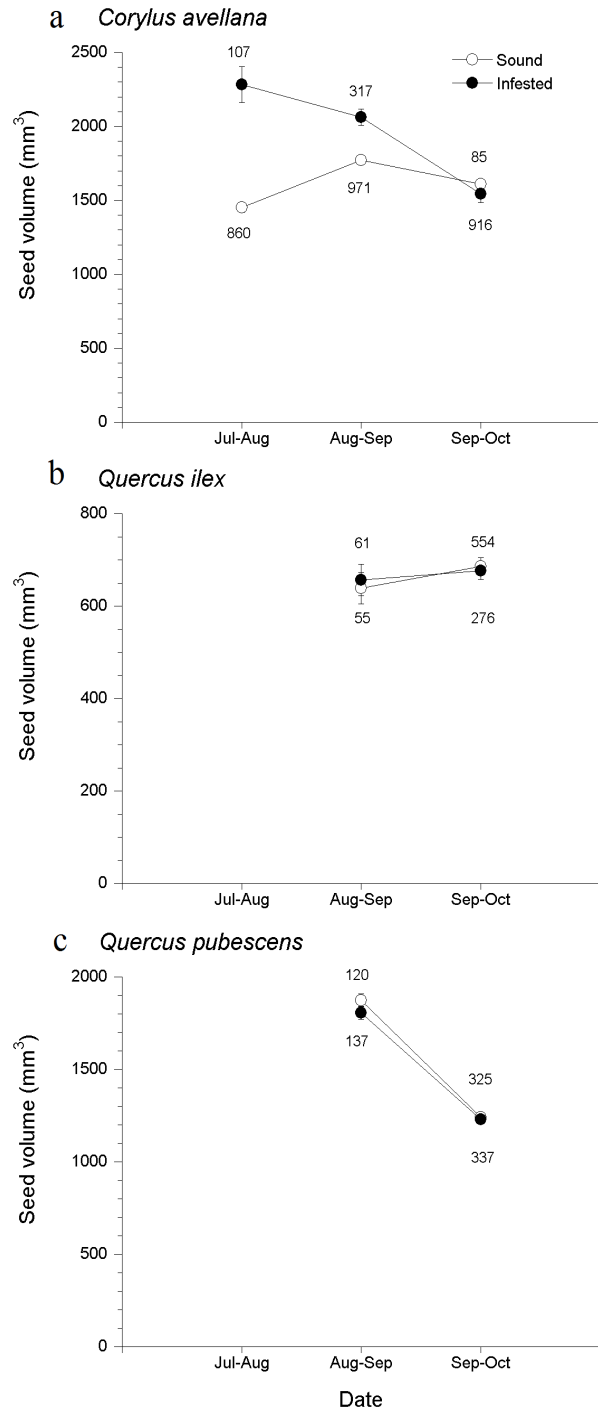 a Corylus avellana
2500
2000
1500
1000
500
0
Seed volume (mm3)
Sound
Infested
107
317
85
860
971
916
Jul-Aug Aug-Sep Sep-Oct
b Quercus ilex
800
600
400
200
0
Seed volume (mm3)
61
554
55
276
Jul-Aug Aug-Sep Sep-Oct
c Quercus pubescens
2000
1500
1000
500
0
Seed volume (mm3)
120
137
325
337
Jul-Aug Aug-Sep Sep-Oct
Date